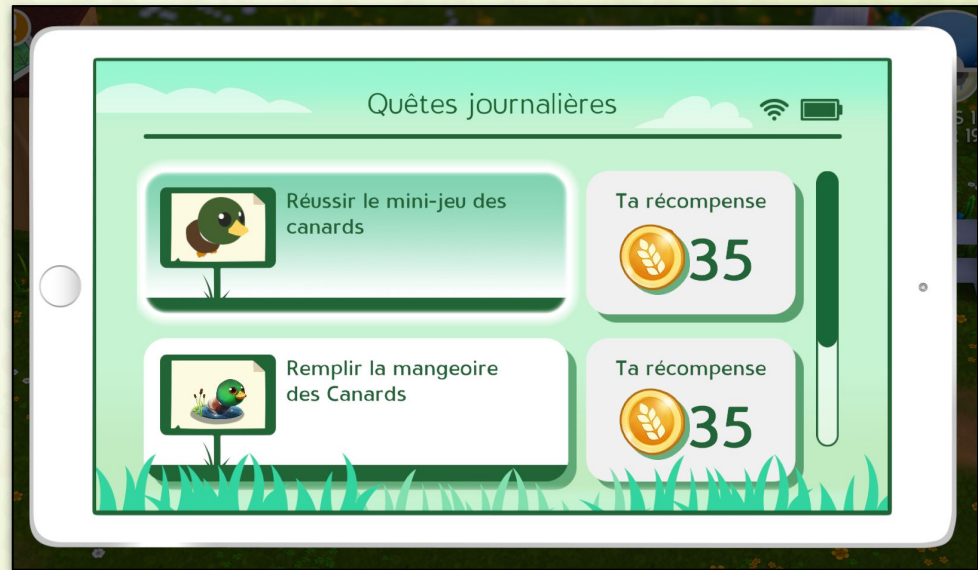 Quêtes journalières
Réussir le mini-jeu des
canards
Ta récompense
35
Remplir la mangeoire
des Canards
Ta récompense
35